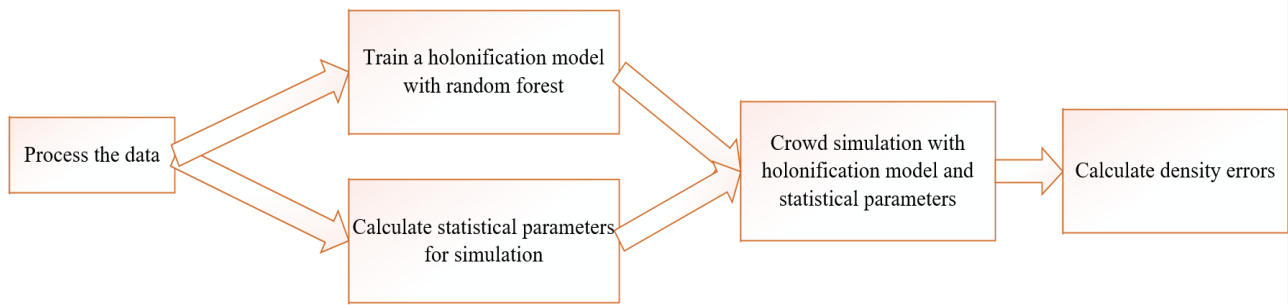 Process the data
Train a holonification model
with random forest
Calculate statistical parameters
for simulation
Crowd simulation with
holonification model and
statistical parameters
Calculate density errors